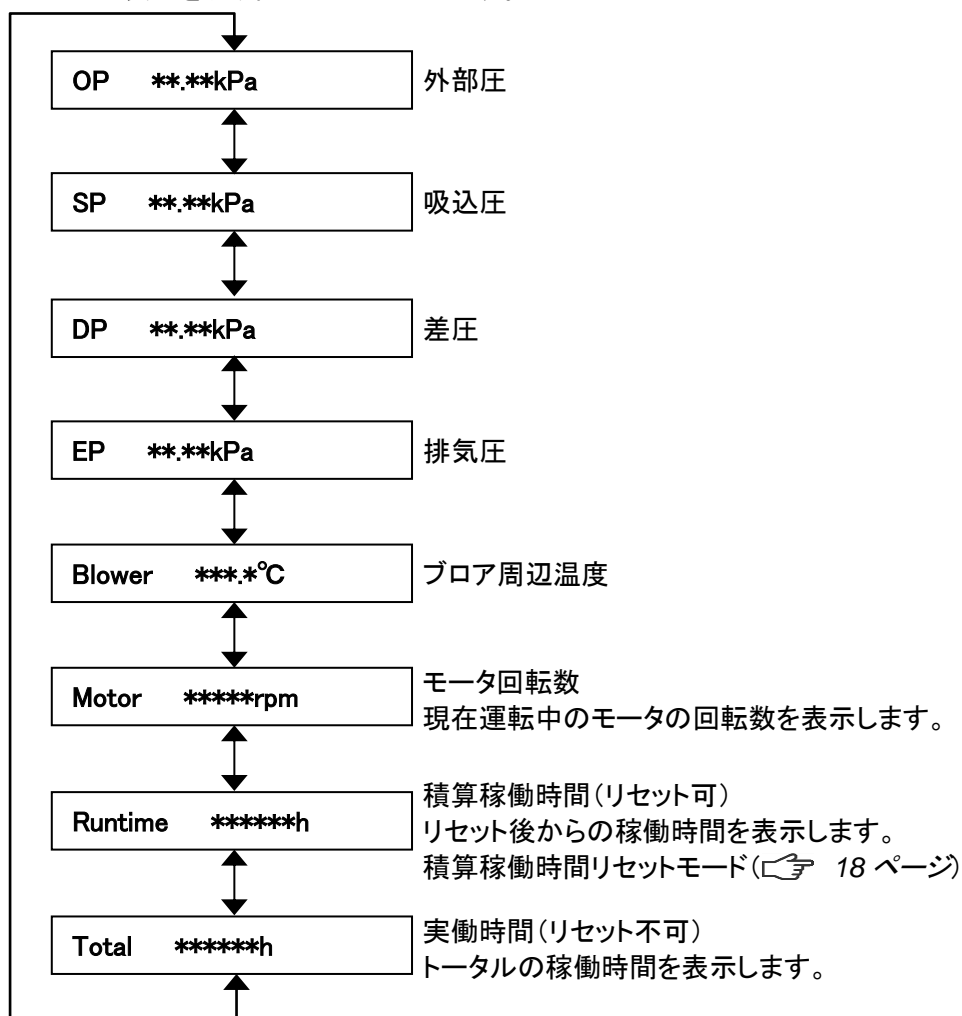 OP **.**kPa 外部圧
SP **.**kPa 吸込圧
DP **.**kPa 差圧
EP **.**kPa 排気圧
Blower ***.*℃ ブロア周辺温度
Motor *****rpm モータ回転数
現在運転中のモータの回転数を表示します。
Runtime ******h 積算稼働時間(リセット可)
リセット後からの稼働時間を表示します。
積算稼働時間リセットモード(☞ 18 ページ)
Total ******h 実働時間(リセット不可)
トータルの稼働時間を表示します。